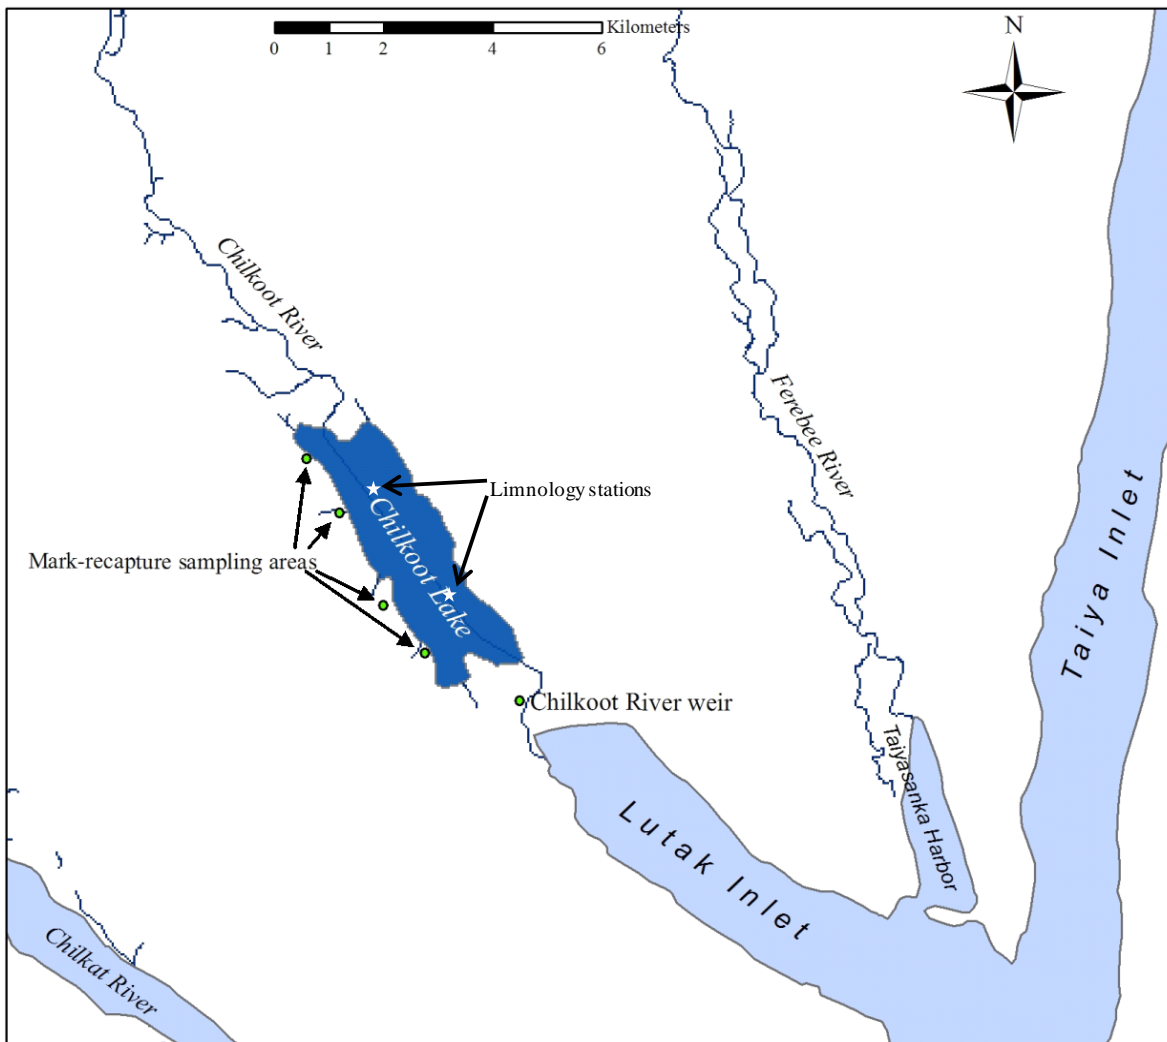 Kilometers
0 1 2 4 6
N
Chilkoot River
Ferebee River
Taiya Inlet
Limnology stations
Chilkoot Lake
Mark-recapture sampling areas
Chilkoot River weir
Taiyasanka Harbor
Lutak Inlet
Chilkat River